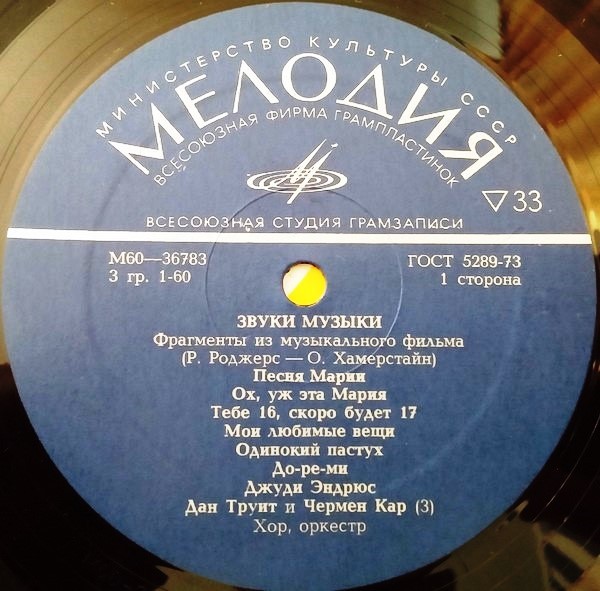 МИНИСТЕРСТВО КУЛЬТУРЫ СССР
МЕЛОДИЯ
ВСЕСОЮЗНАЯ ФИРМА ГРАМПЛАСТИНОК
33
ВСЕСОЮЗНАЯ СТУДИЯ ГРАМЗАПИСИ
М60—36783
3 гр. 1-60
ГОСТ 5289-73
1 сторона
ЗВУКИ МУЗЫКИ
Фрагменты из музыкального фильма
(Р. Роджерс — О. Хамерстайн)
Песня Марии
Ох, уж эта Мария
Тебе 16, скоро будет 17
Мои любимые вещи
Одинокий пастух
До-ре-ми
Джуди Эндрюс
Дан Труит и Чермен Кар (3)
Хор, оркестр